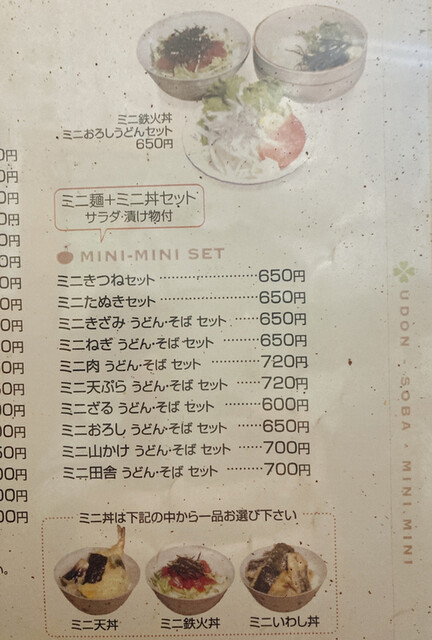 ミニ鉄火丼
ミニおろしうどんセット
650円
ミニ麺+ミニ丼セット
サラダ・漬け物付
MINI-MINI SET
ミニきつねセット ……………………650円
ミニたぬきセット ……………………650円
ミニきざみ うどん・そば セット ……650円
ミニねぎ うどん・そば セット ………650円
ミニ肉 うどん・そば セット …………720円
ミニ天ぷら うどん・そば セット ……720円
ミニざる うどん・そば セット ………600円
ミニおろし うどん・そば セット ……650円
ミニ山かけ うどん・そば セット ……700円
ミニ田舎 うどん・そば セット ………700円
ミニ丼は下記の中から一品お選び下さい
ミニ天丼 ミニ鉄火丼 ミニいわし丼
UDON・SOBA・MINI MINI